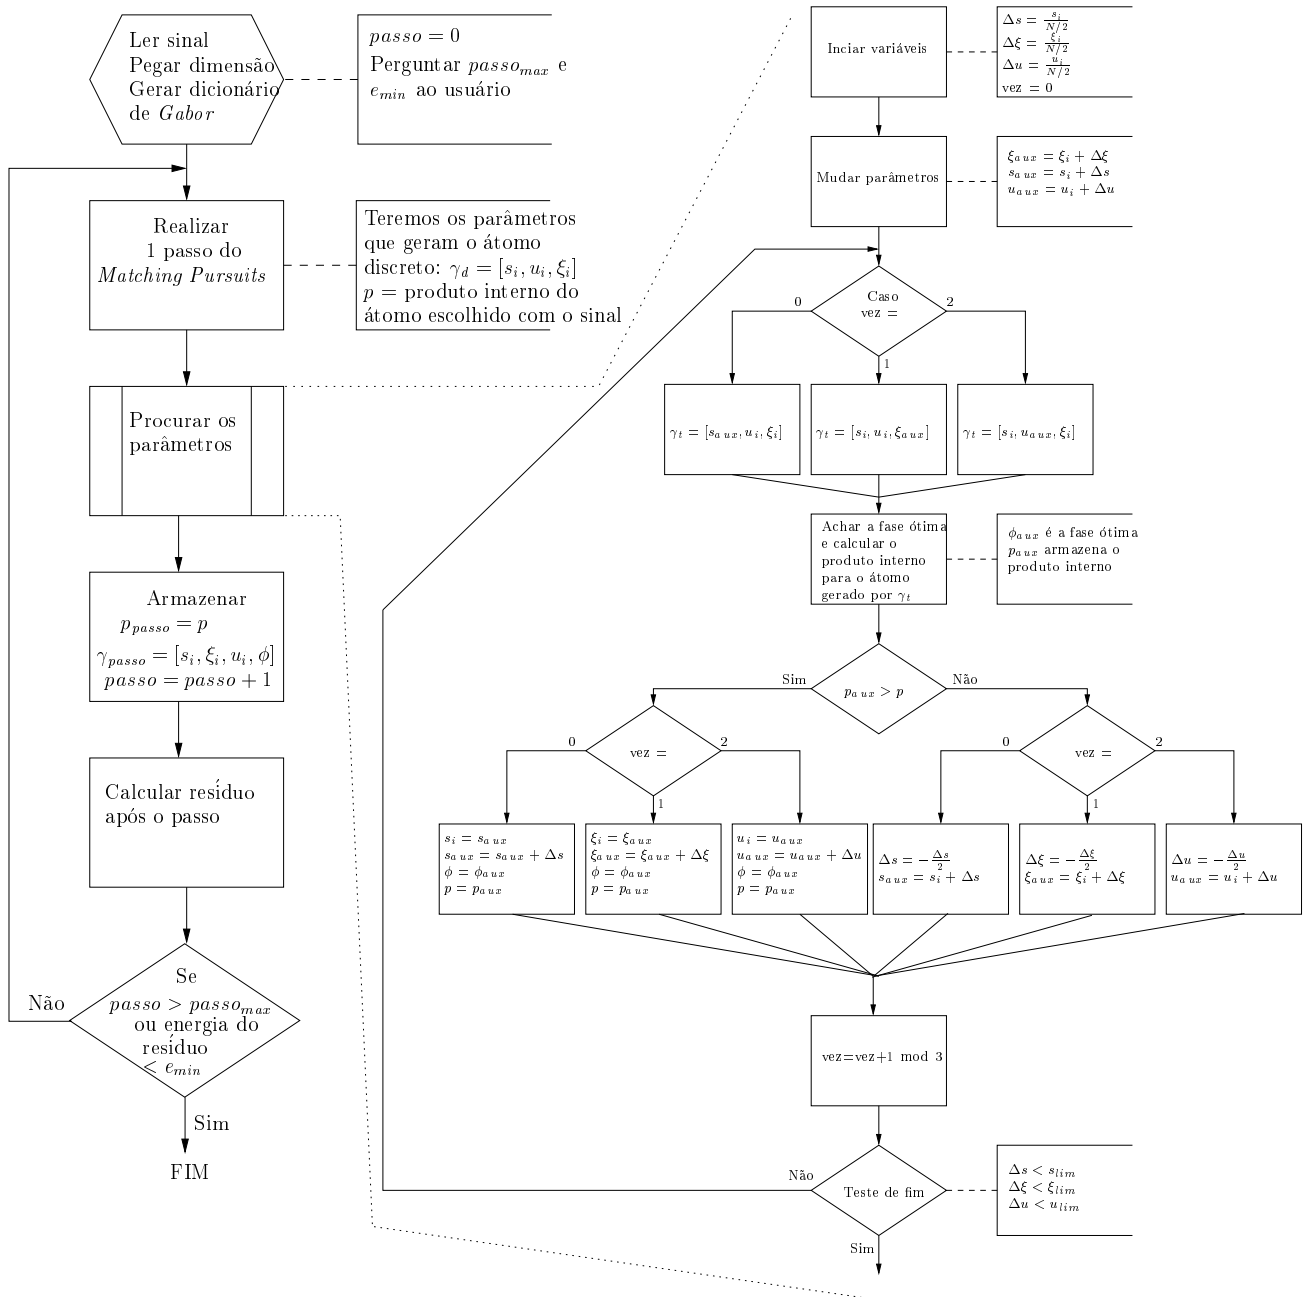 Ler sinal
Pegar dimensão
Gerar dicionário
de Gabor
passo = 0
Perguntar passo_max e
e_min ao usuário
Realizar
1 passo do
Matching Pursuits
Teremos os parâmetros
que geram o átomo
discreto: γ_d = [s_i, u_i, ξ_i]
p = produto interno do
átomo escolhido com o sinal
Procurar os
parâmetros
Armazenar
p_passo = p
γ_passo = [s_i, ξ_i, u_i, ϕ]
passo = passo + 1
Calcular resíduo
após o passo
Se
passo > passo_max
ou energia do
resíduo
< e_min
Não
Sim
FIM
Inciar variáveis
Δs = s_i/(N/2)
Δξ = ξ_i/(N/2)
Δu = u_i/(N/2)
vez = 0
Mudar parâmetros
ξ_aux = ξ_i + Δξ
s_aux = s_i + Δs
u_aux = u_i + Δu
Caso
vez =
0
1
2
γ_t = [s_aux, u_i, ξ_i]
γ_t = [s_i, u_i, ξ_aux]
γ_t = [s_i, u_aux, ξ_i]
Achar a fase ótima
e calcular o
produto interno
para o átomo
gerado por γ_t
ϕ_aux é a fase ótima
p_aux armazena o
produto interno
p_aux > p
Sim
Não
vez =
0
1
2
vez =
0
1
2
s_i = s_aux
s_aux = s_aux + Δs
ϕ = ϕ_aux
p = p_aux
ξ_i = ξ_aux
ξ_aux = ξ_aux + Δξ
ϕ = ϕ_aux
p = p_aux
u_i = u_aux
u_aux = u_aux + Δu
ϕ = ϕ_aux
p = p_aux
Δs = −Δs/2
s_aux = s_i + Δs
Δξ = −Δξ/2
ξ_aux = ξ_i + Δξ
Δu = −Δu/2
u_aux = u_i + Δu
vez=vez+1 mod 3
Teste de fim
Não
Sim
Δs < s_lim
Δξ < ξ_lim
Δu < u_lim